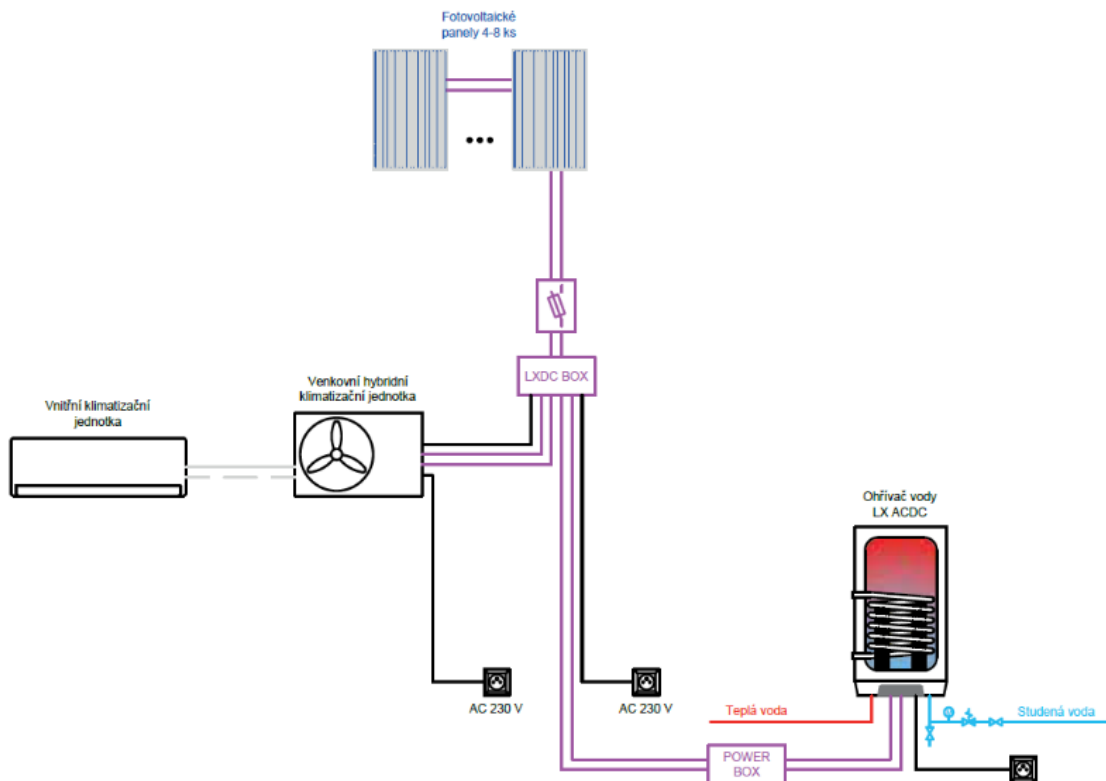 Fotovoltaické
panely 4-8 ks
LXDC BOX
Venkovní hybridní
klimatizační jednotka
Vnitřní klimatizační
jednotka
Ohřívač vody
LX ACDC
AC 230 V
AC 230 V
Teplá voda
Studená voda
POWER
BOX